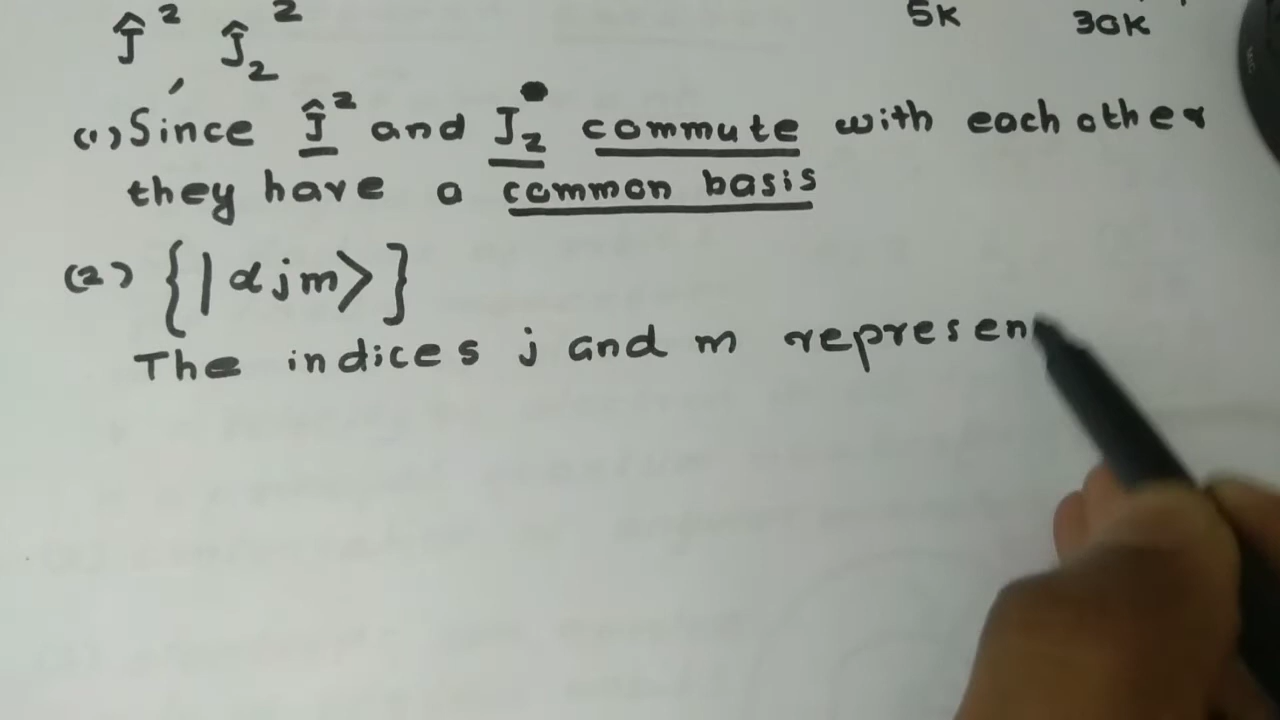 Ĵ², Ĵ₂² 5K 30K
(1) Since Ĵ² and J₂ commute with each other
they have a common basis
(2) {|αjm>}
The indices j and m represen